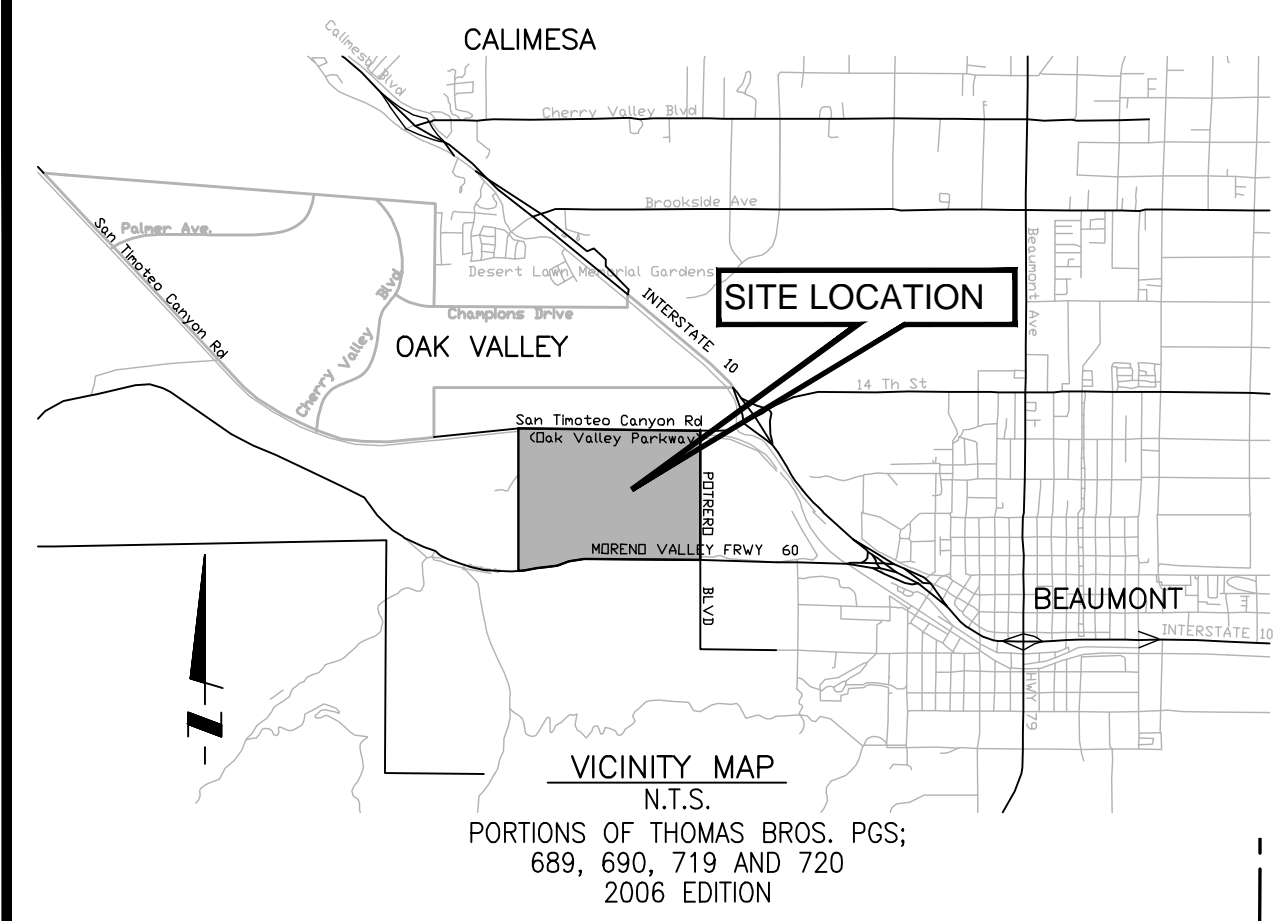 CALIMESA
Calimesa Blvd
Cherry Valley Blvd
Brookside Ave
Palmer Ave.
San Timoteo Canyon Rd
Beaumont Ave
Desert Lawn Memorial Gardens
Cherry Valley Blvd
Champions Drive
INTERSTATE 10
SITE LOCATION
OAK VALLEY
14 Th St
San Timoteo Canyon Rd
(Oak Valley Parkway)
POTRERO BLVD
MORENO VALLEY FRWY 60
BEAUMONT
INTERSTATE 10
HWY 79
N
VICINITY MAP
N.T.S.
PORTIONS OF THOMAS BROS. PGS;
689, 690, 719 AND 720
2006 EDITION